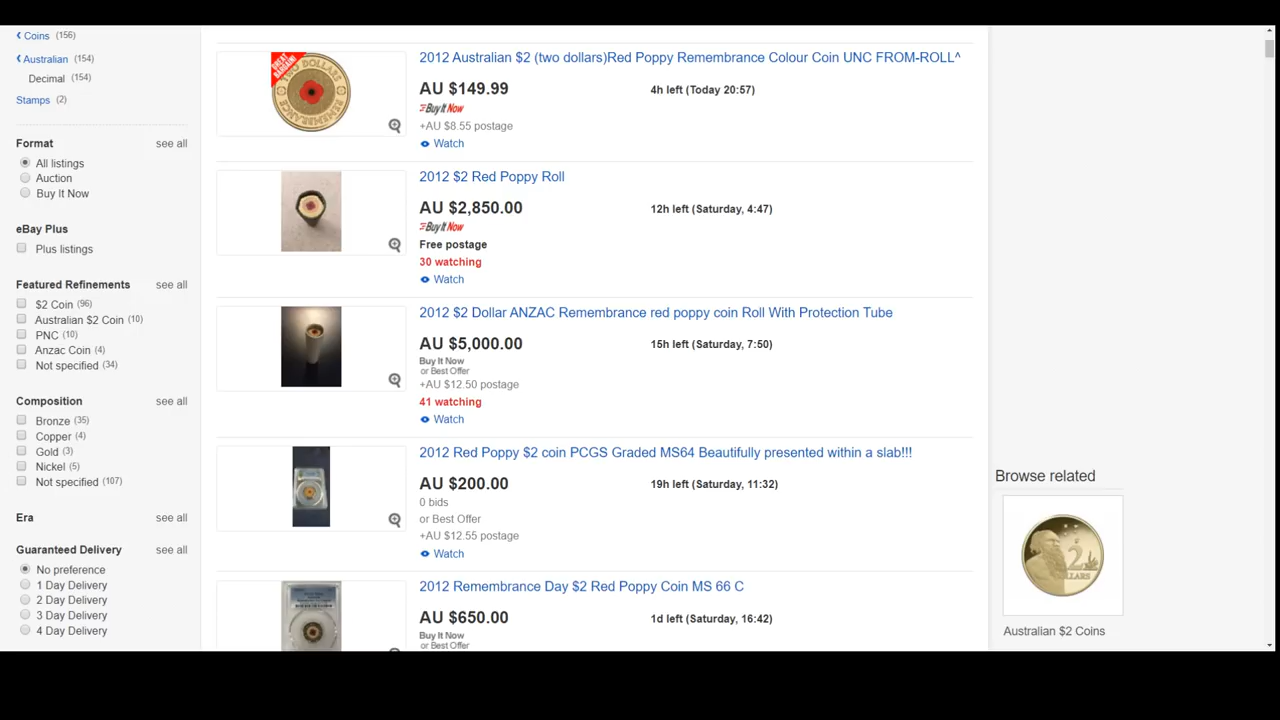 Coins (156)
Australian (154)
Decimal (154)
Stamps (2)
Format see all
All listings
Auction
Buy It Now
eBay Plus
Plus listings
Featured Refinements see all
$2 Coin (96)
Australian $2 Coin (10)
PNC (10)
Anzac Coin (4)
Not specified (34)
Composition see all
Bronze (35)
Copper (4)
Gold (3)
Nickel (5)
Not specified (107)
Era see all
Guaranteed Delivery see all
No preference
1 Day Delivery
2 Day Delivery
3 Day Delivery
4 Day Delivery
GREAT BARGAIN!
TWO DOLLARS
REMEMBRANCE
2012 Australian $2 (two dollars)Red Poppy Remembrance Colour Coin UNC FROM-ROLL^
AU $149.99 4h left (Today 20:57)
Buy It Now
+AU $8.55 postage
Watch
2012 $2 Red Poppy Roll
AU $2,850.00 12h left (Saturday, 4:47)
Buy It Now
Free postage
30 watching
Watch
2012 $2 Dollar ANZAC Remembrance red poppy coin Roll With Protection Tube
AU $5,000.00 15h left (Saturday, 7:50)
Buy It Now
or Best Offer
+AU $12.50 postage
41 watching
Watch
2012 Red Poppy $2 coin PCGS Graded MS64 Beautifully presented within a slab!!!
AU $200.00 19h left (Saturday, 11:32)
0 bids
or Best Offer
+AU $12.55 postage
Watch
2012 Remembrance Day $2 Red Poppy Coin MS 66 C
AU $650.00 1d left (Saturday, 16:42)
Buy It Now
or Best Offer
Browse related
2
Australian $2 Coins